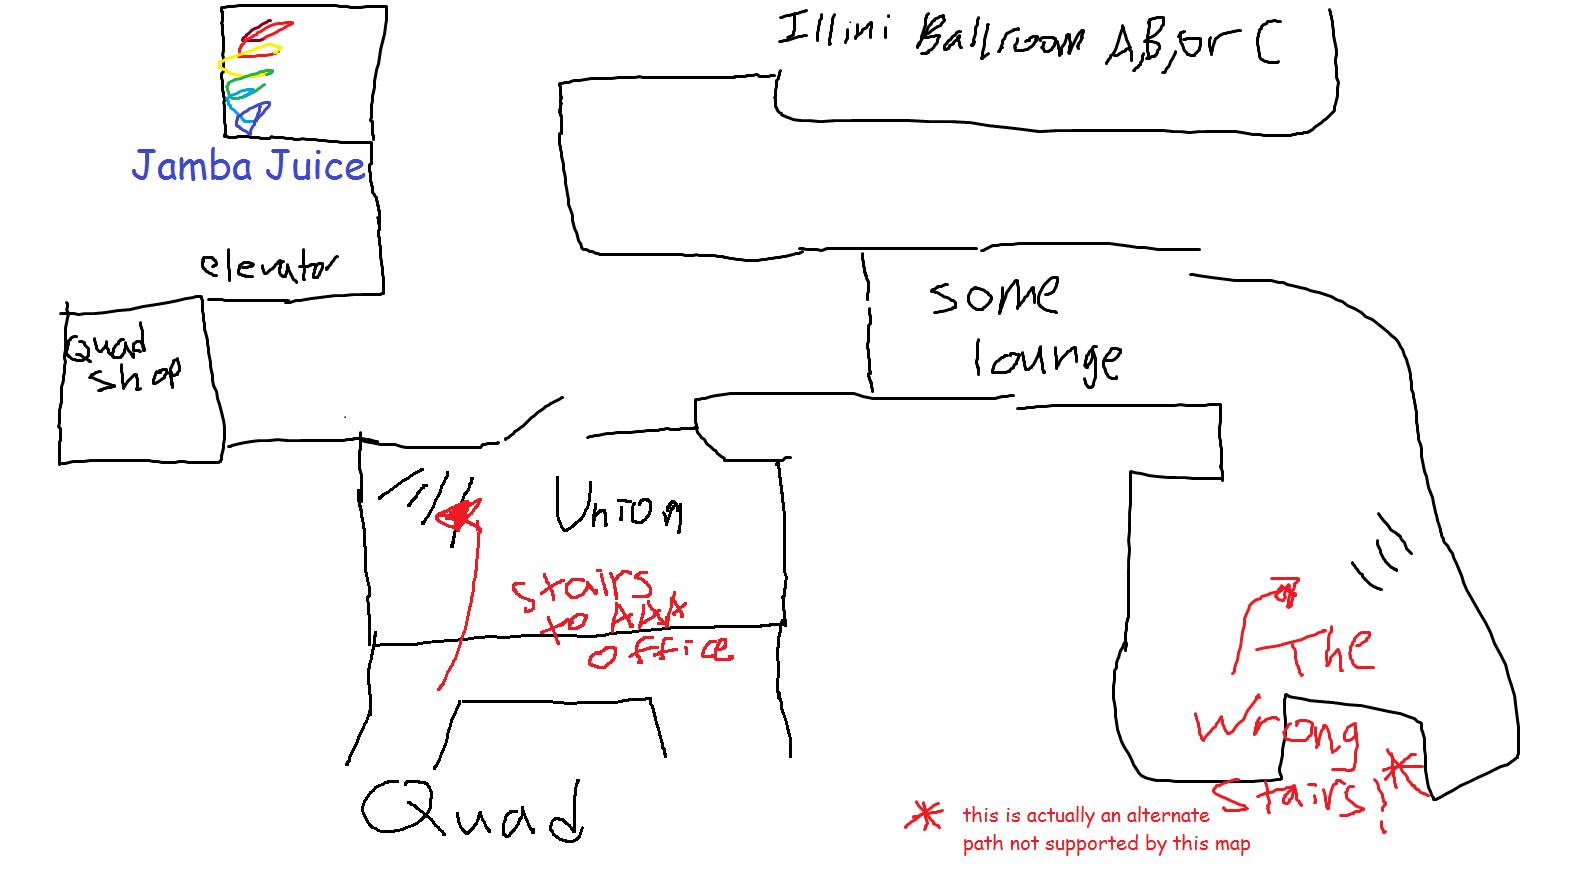 Illini Ballroom A,B,or C
Jamba Juice
elevator
some
lounge
Quad
shop
Union
stairs
to AAA
office
The
Wrong
Stairs! *
Quad
* this is actually an alternate
path not supported by this map